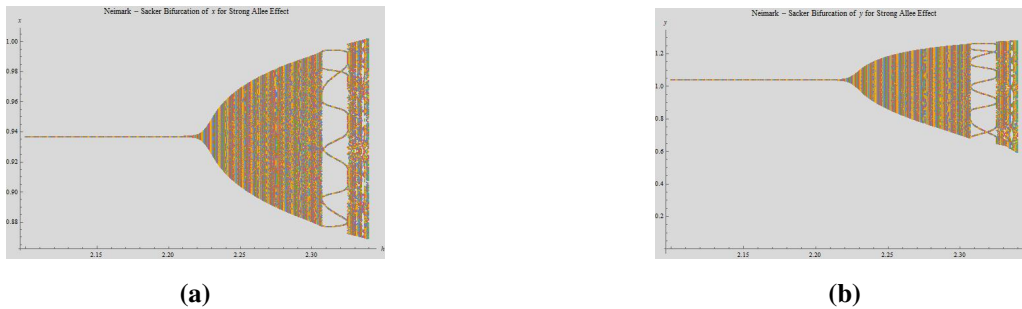 Neimark – Sacker Bifurcation of x for Strong Allee Effect
x
1.00
0.98
0.96
0.94
0.92
0.90
0.88
2.15 2.20 2.25 2.30
h
(a)
Neimark – Sacker Bifurcation of y for Strong Allee Effect
y
1.2
1.0
0.8
0.6
0.4
0.2
2.15 2.20 2.25 2.30
(b)